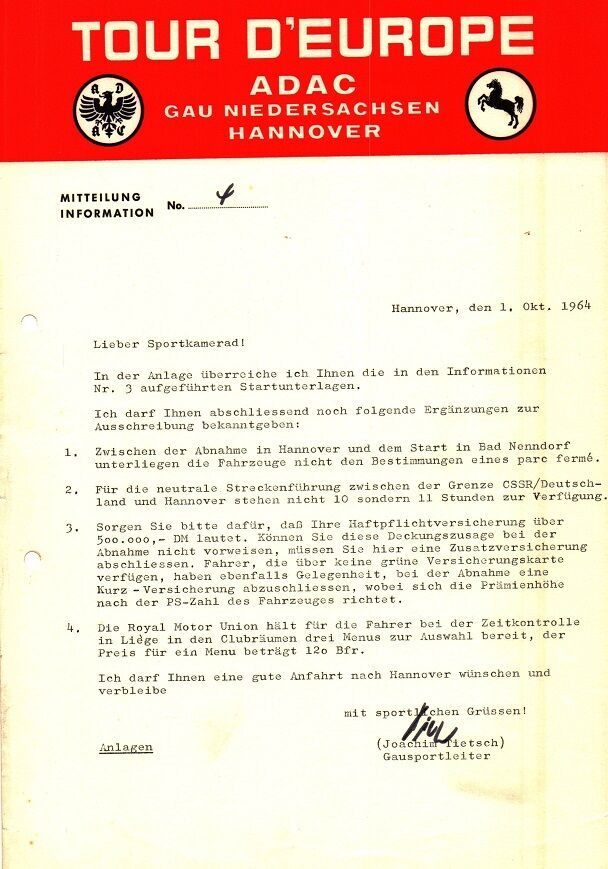 TOUR D'EUROPE
ADAC
GAU NIEDERSACHSEN
HANNOVER
A D
A C
MITTEILUNG
INFORMATION No. 4
Hannover, den 1. Okt. 1964
Lieber Sportkamerad!
In der Anlage überreiche ich Ihnen die in den Informationen
Nr. 3 aufgeführten Startunterlagen.
Ich darf Ihnen abschliessend noch folgende Ergänzungen zur
Ausschreibung bekanntgeben:
1. Zwischen der Abnahme in Hannover und dem Start in Bad Nenndorf
unterliegen die Fahrzeuge nicht den Bestimmungen eines parc fermé.
2. Für die neutrale Streckenführung zwischen der Grenze CSSR/Deutsch-
land und Hannover stehen nicht 10 sondern 11 Stunden zur Verfügung.
3. Sorgen Sie bitte dafür, daß Ihre Haftpflichtversicherung über
500.000,- DM lautet. Können Sie diese Deckungszusage bei der
Abnahme nicht vorweisen, müssen Sie hier eine Zusatzversicherung
abschliessen. Fahrer, die über keine grüne Versicherungskarte
verfügen, haben ebenfalls Gelegenheit, bei der Abnahme eine
Kurz-Versicherung abzuschliessen, wobei sich die Prämienhöhe
nach der PS-Zahl des Fahrzeuges richtet.
4. Die Royal Motor Union hält für die Fahrer bei der Zeitkontrolle
in Liège in den Clubräumen drei Menus zur Auswahl bereit, der
Preis für ein Menu beträgt 12o Bfr.
Ich darf Ihnen eine gute Anfahrt nach Hannover wünschen und
verbleibe
mit sportlichen Grüssen!
Anlagen
(Joachim Tietsch)
Gausportleiter